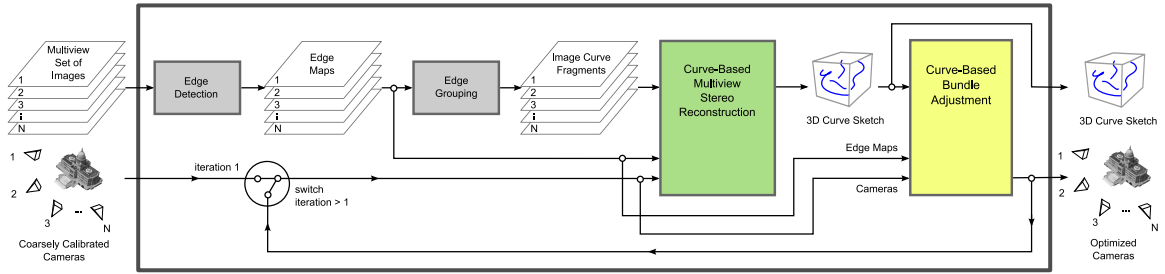 Multiview
Set of
Images
1
2
3
N
Edge
Detection
Edge
Maps
1
2
3
N
Edge
Grouping
Image Curve
Fragments
1
2
3
N
Curve-Based
Multiview
Stereo
Reconstruction
3D Curve Sketch
Curve-Based
Bundle
Adjustment
3D Curve Sketch
Edge Maps
Cameras
1
2
3
...
N
Coarsely Calibrated
Cameras
iteration 1
switch
iteration > 1
1
2
3
...
N
Optimized
Cameras